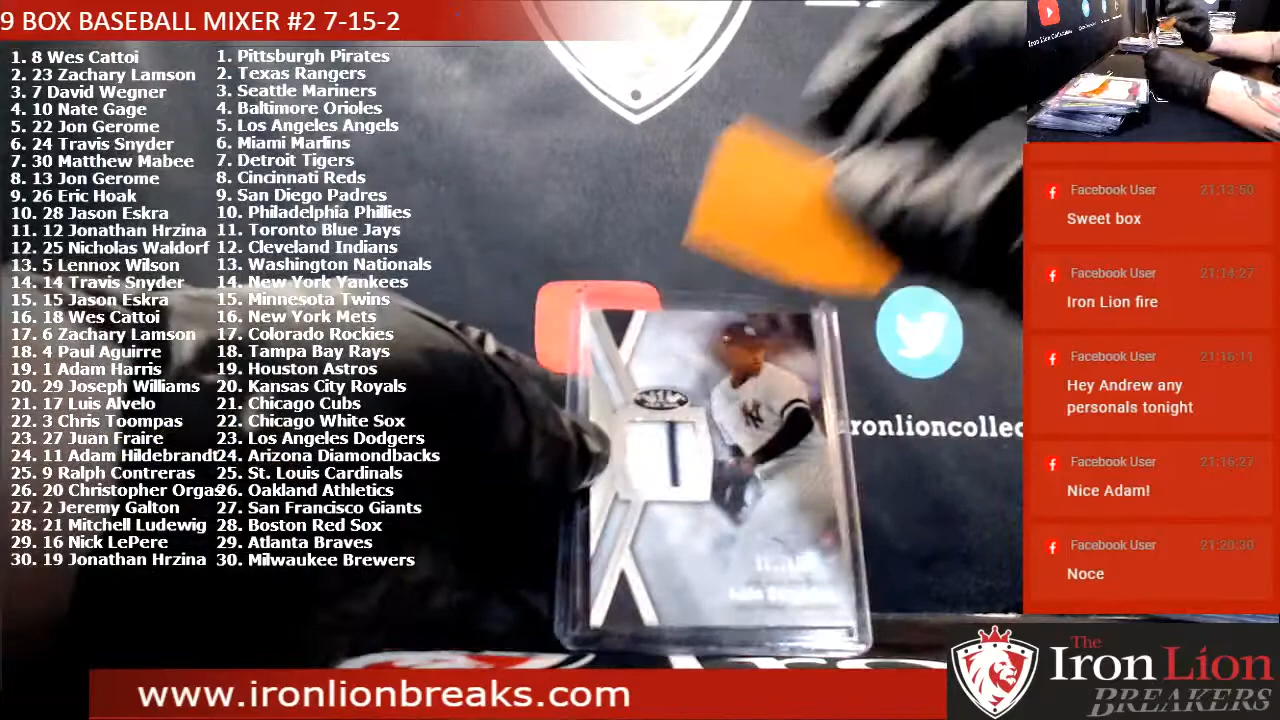 9 BOX BASEBALL MIXER #2 7-15-2
1. 8 Wes Cattoi
2. 23 Zachary Lamson
3. 7 David Wegner
4. 10 Nate Gage
5. 22 Jon Gerome
6. 24 Travis Snyder
7. 30 Matthew Mabee
8. 13 Jon Gerome
9. 26 Eric Hoak
10. 28 Jason Eskra
11. 12 Jonathan Hrzina
12. 25 Nicholas Waldorf
13. 5 Lennox Wilson
14. 14 Travis Snyder
15. 15 Jason Eskra
16. 18 Wes Cattoi
17. 6 Zachary Lamson
18. 4 Paul Aguirre
19. 1 Adam Harris
20. 29 Joseph Williams
21. 17 Luis Alvelo
22. 3 Chris Toompas
23. 27 Juan Fraire
24. 11 Adam Hildebrandt
25. 9 Ralph Contreras
26. 20 Christopher Orgas
27. 2 Jeremy Galton
28. 21 Mitchell Ludewig
29. 16 Nick LePere
30. 19 Jonathan Hrzina
1. Pittsburgh Pirates
2. Texas Rangers
3. Seattle Mariners
4. Baltimore Orioles
5. Los Angeles Angels
6. Miami Marlins
7. Detroit Tigers
8. Cincinnati Reds
9. San Diego Padres
10. Philadelphia Phillies
11. Toronto Blue Jays
12. Cleveland Indians
13. Washington Nationals
14. New York Yankees
15. Minnesota Twins
16. New York Mets
17. Colorado Rockies
18. Tampa Bay Rays
19. Houston Astros
20. Kansas City Royals
21. Chicago Cubs
22. Chicago White Sox
23. Los Angeles Dodgers
24. Arizona Diamondbacks
25. St. Louis Cardinals
26. Oakland Athletics
27. San Francisco Giants
28. Boston Red Sox
29. Atlanta Braves
30. Milwaukee Brewers
ronlioncollec
Facebook User 21:13:50
Sweet box
Facebook User 21:14:27
Iron Lion fire
Facebook User 21:16:11
Hey Andrew any
personals tonight
Facebook User 21:16:27
Nice Adam!
Facebook User 21:20:30
Noce
www.ironlionbreaks.com
The
Iron Lion
BREAKERS